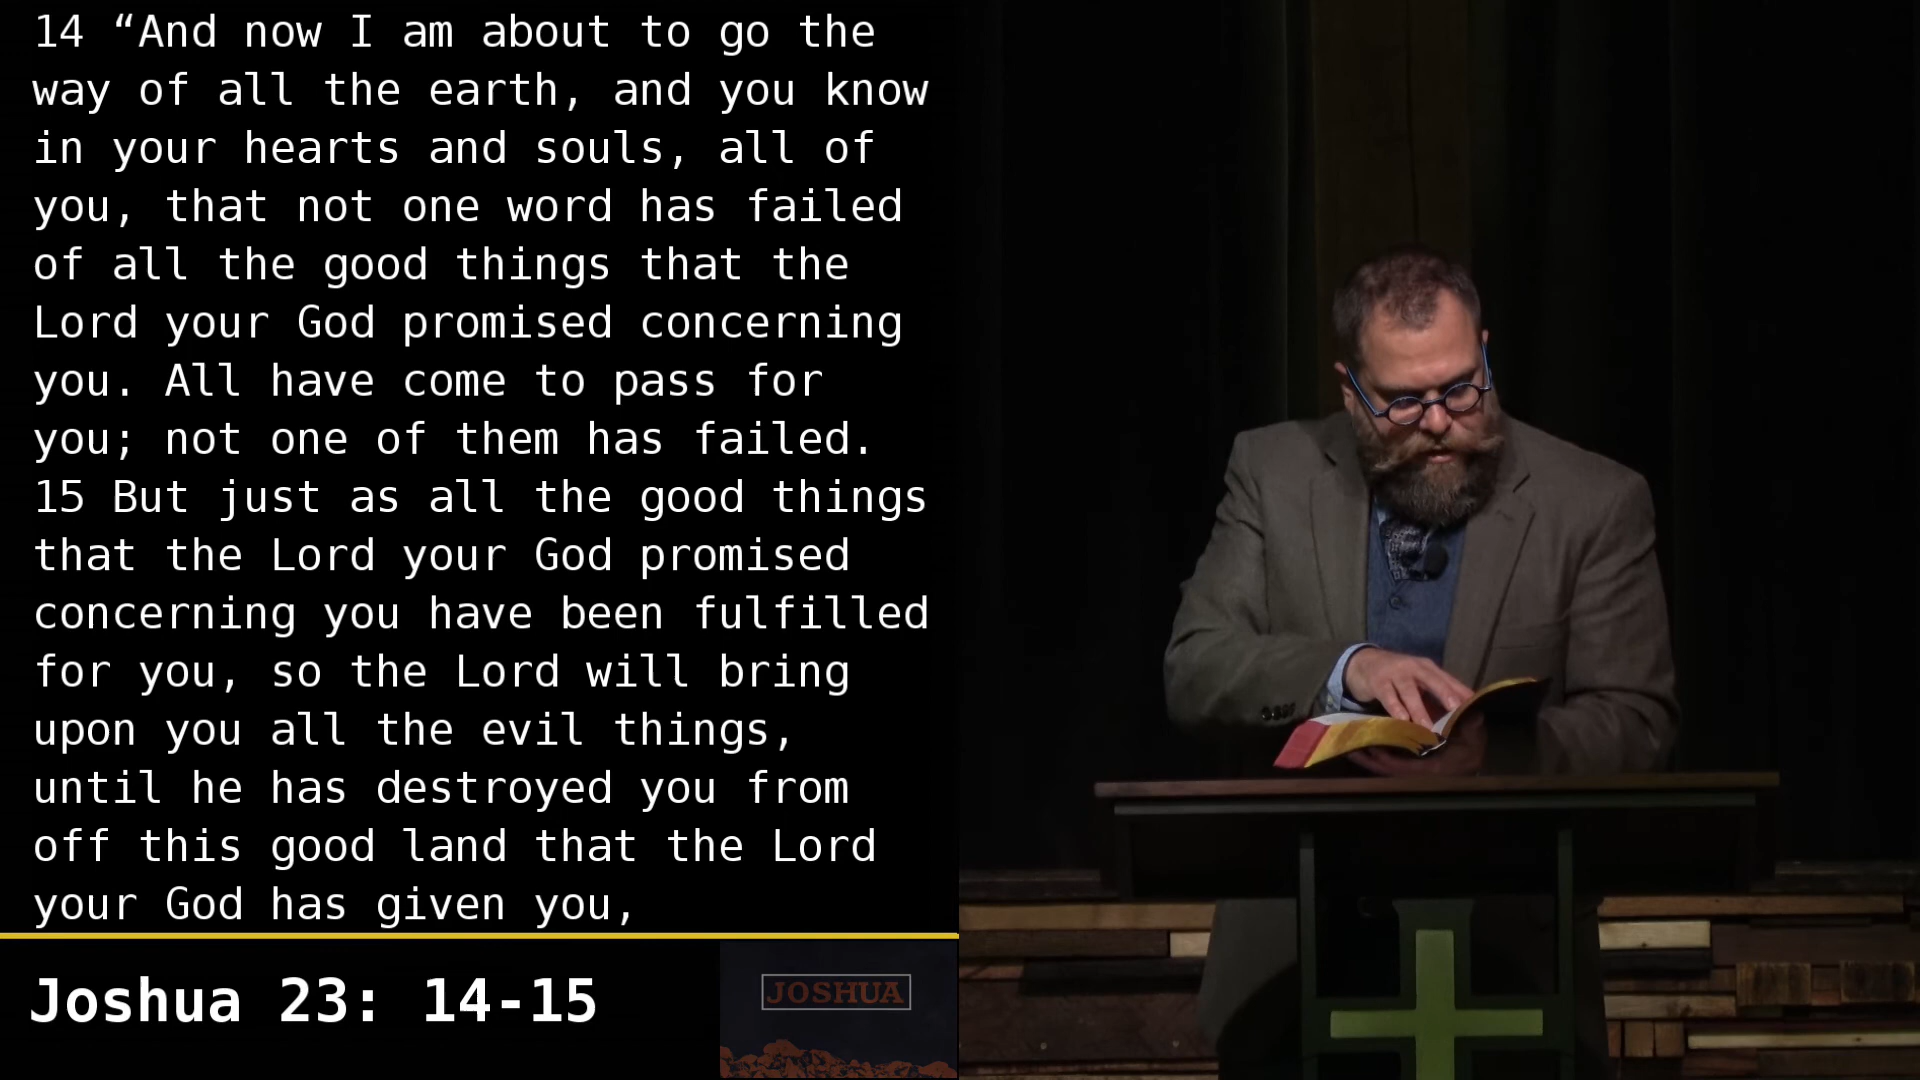 14 “And now I am about to go the
way of all the earth, and you know
in your hearts and souls, all of
you, that not one word has failed
of all the good things that the
Lord your God promised concerning
you. All have come to pass for
you; not one of them has failed.
15 But just as all the good things
that the Lord your God promised
concerning you have been fulfilled
for you, so the Lord will bring
upon you all the evil things,
until he has destroyed you from
off this good land that the Lord
your God has given you,
Joshua 23: 14-15
JOSHUA